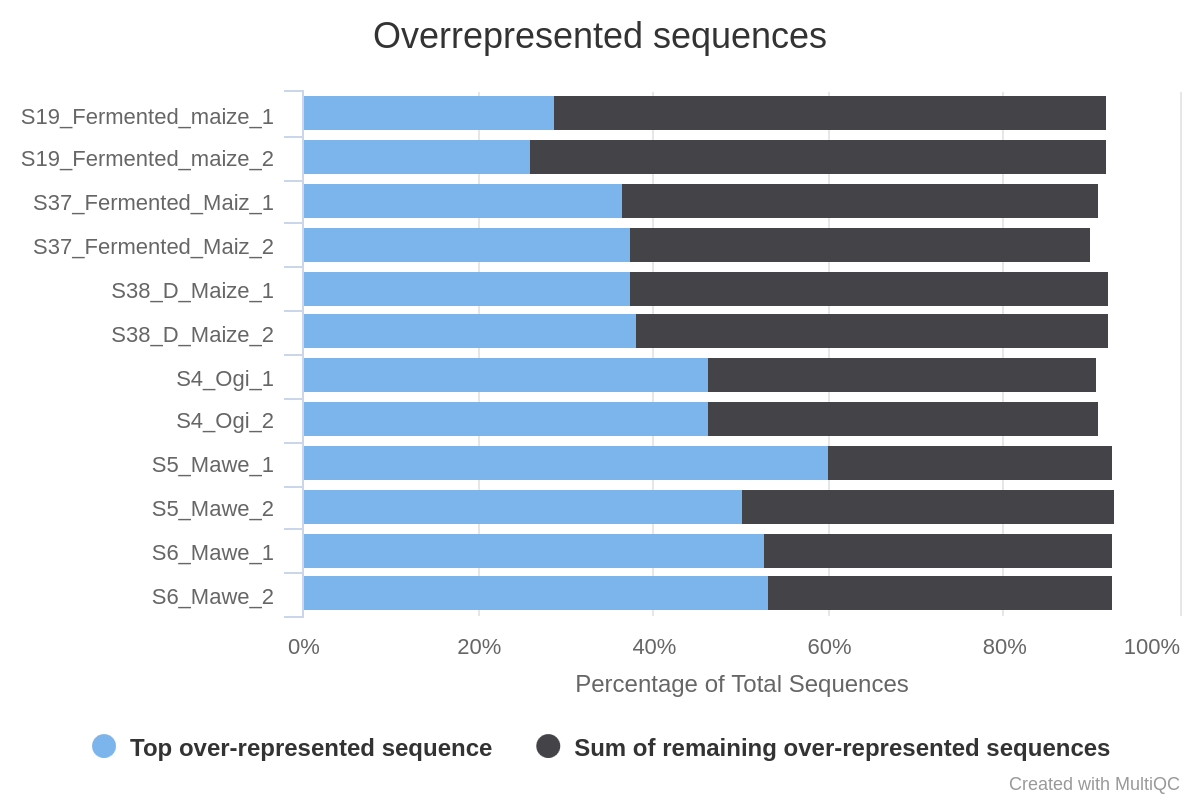 Overrepresented sequences
S19_Fermented_maize_1
S19_Fermented_maize_2
S37_Fermented_Maiz_1
S37_Fermented_Maiz_2
S38_D_Maize_1
S38_D_Maize_2
S4_Ogi_1
S4_Ogi_2
S5_Mawe_1
S5_Mawe_2
S6_Mawe_1
S6_Mawe_2
0% 20% 40% 60% 80% 100%
Percentage of Total Sequences
Top over-represented sequence Sum of remaining over-represented sequences
Created with MultiQC